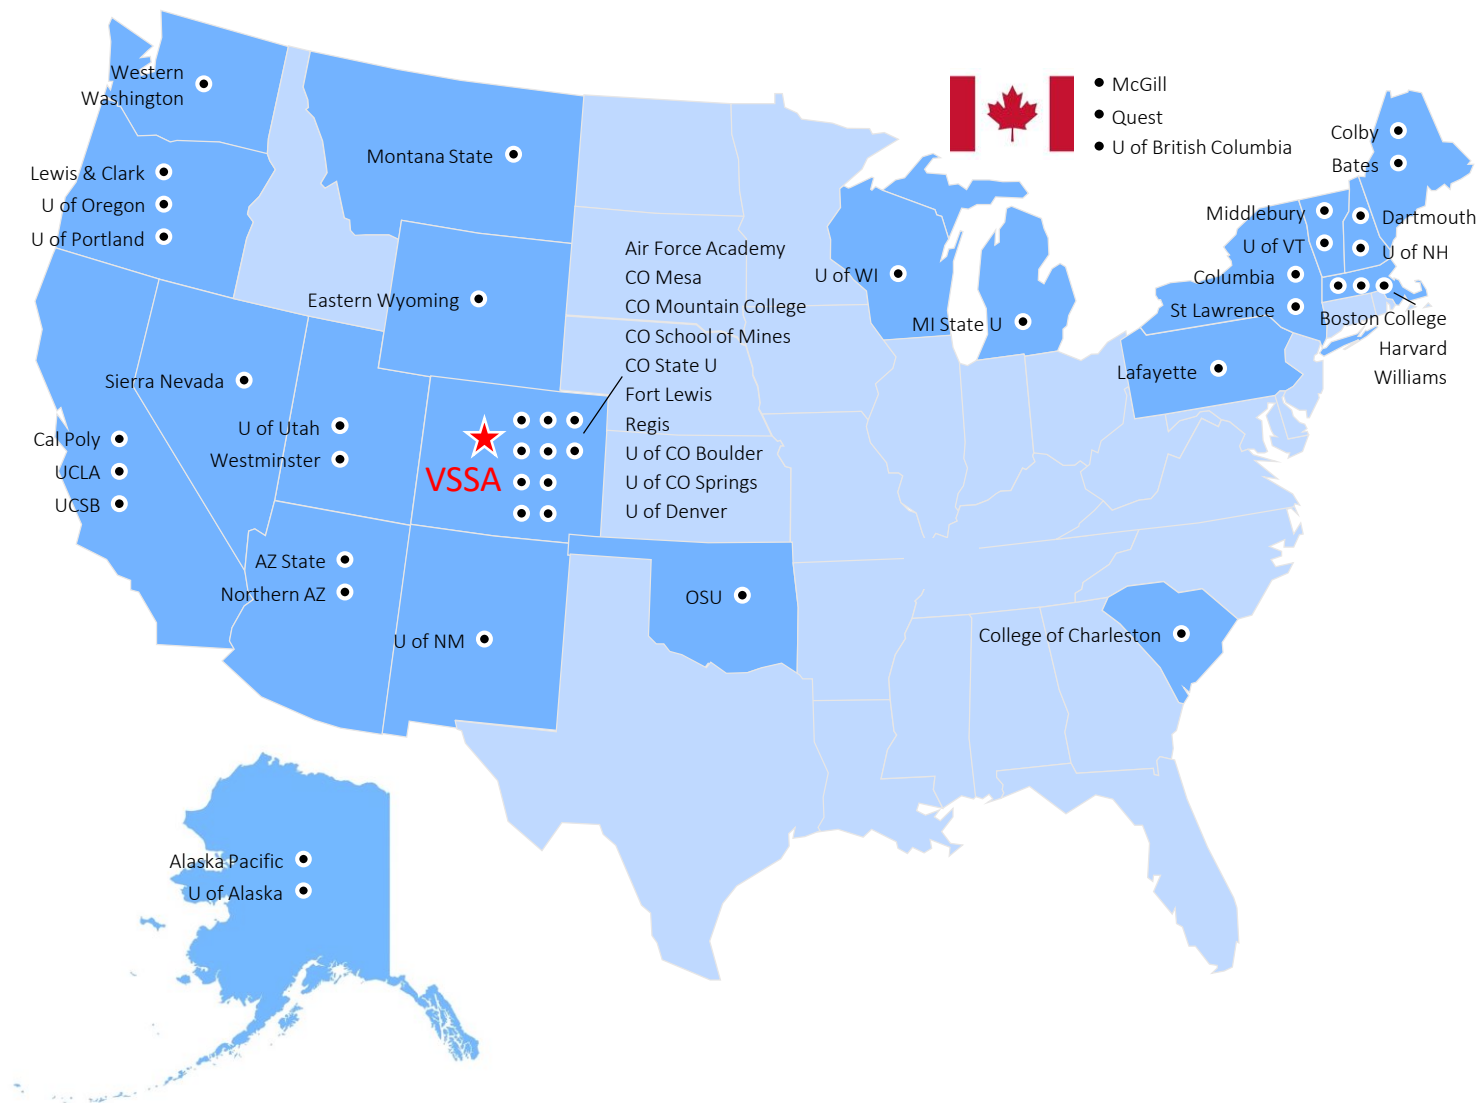 Western
Washington
Lewis & Clark
U of Oregon
U of Portland
Montana State
Eastern Wyoming
Sierra Nevada
Cal Poly
UCLA
UCSB
U of Utah
Westminster
VSSA
Air Force Academy
CO Mesa
CO Mountain College
CO School of Mines
CO State U
Fort Lewis
Regis
U of CO Boulder
U of CO Springs
U of Denver
AZ State
Northern AZ
U of NM
OSU
U of WI
MI State U
McGill
Quest
U of British Columbia
Colby
Bates
Middlebury
Dartmouth
U of VT
U of NH
Columbia
St Lawrence
Boston College
Harvard
Williams
Lafayette
College of Charleston
Alaska Pacific
U of Alaska